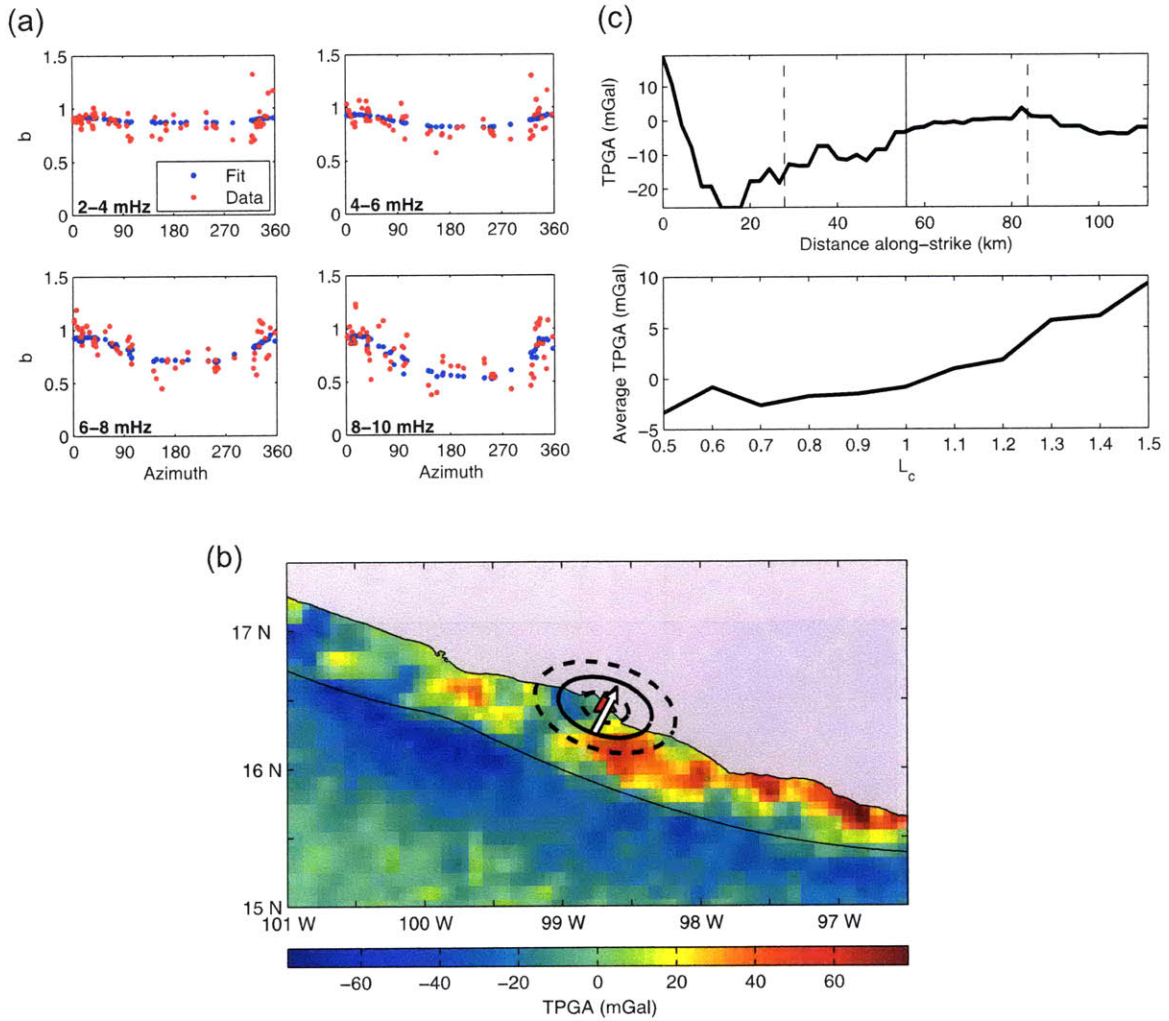 (a)
1.5
1
0.5
0
b
2−4 mHz
Fit
Data
0 90 180 270 360
1.5
1
0.5
0
4−6 mHz
0 90 180 270 360
1.5
1
0.5
0
b
6−8 mHz
0 90 180 270 360
Azimuth
1.5
1
0.5
0
8−10 mHz
0 90 180 270 360
Azimuth
(c)
TPGA (mGal)
10
0
−10
−20
0 20 40 60 80 100
Distance along−strike (km)
Average TPGA (mGal)
10
5
0
−5
0.5 0.6 0.7 0.8 0.9 1 1.1 1.2 1.3 1.4 1.5
L_c
(b)
17 N
16 N
15 N
101 W 100 W 99 W 98 W 97 W
−60 −40 −20 0 20 40 60
TPGA (mGal)